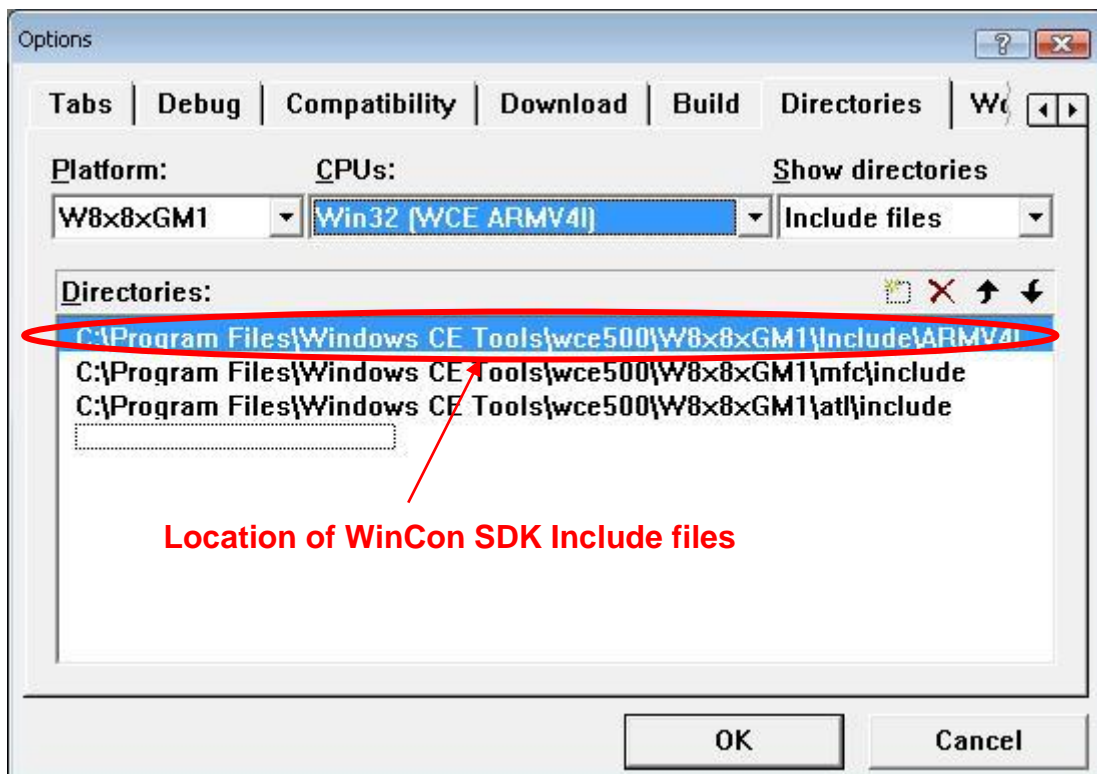 Options
Tabs Debug Compatibility Download Build Directories
Platform: CPUs: Show directories
W8x8xGM1 Win32 (WCE ARMV4I) Include files
Directories:
C:\Program Files\Windows CE Tools\wce500\W8x8xGM1\Include\ARMV4I
C:\Program Files\Windows CE Tools\wce500\W8x8xGM1\mfc\include
C:\Program Files\Windows CE Tools\wce500\W8x8xGM1\atl\include
Location of WinCon SDK Include files
OK Cancel